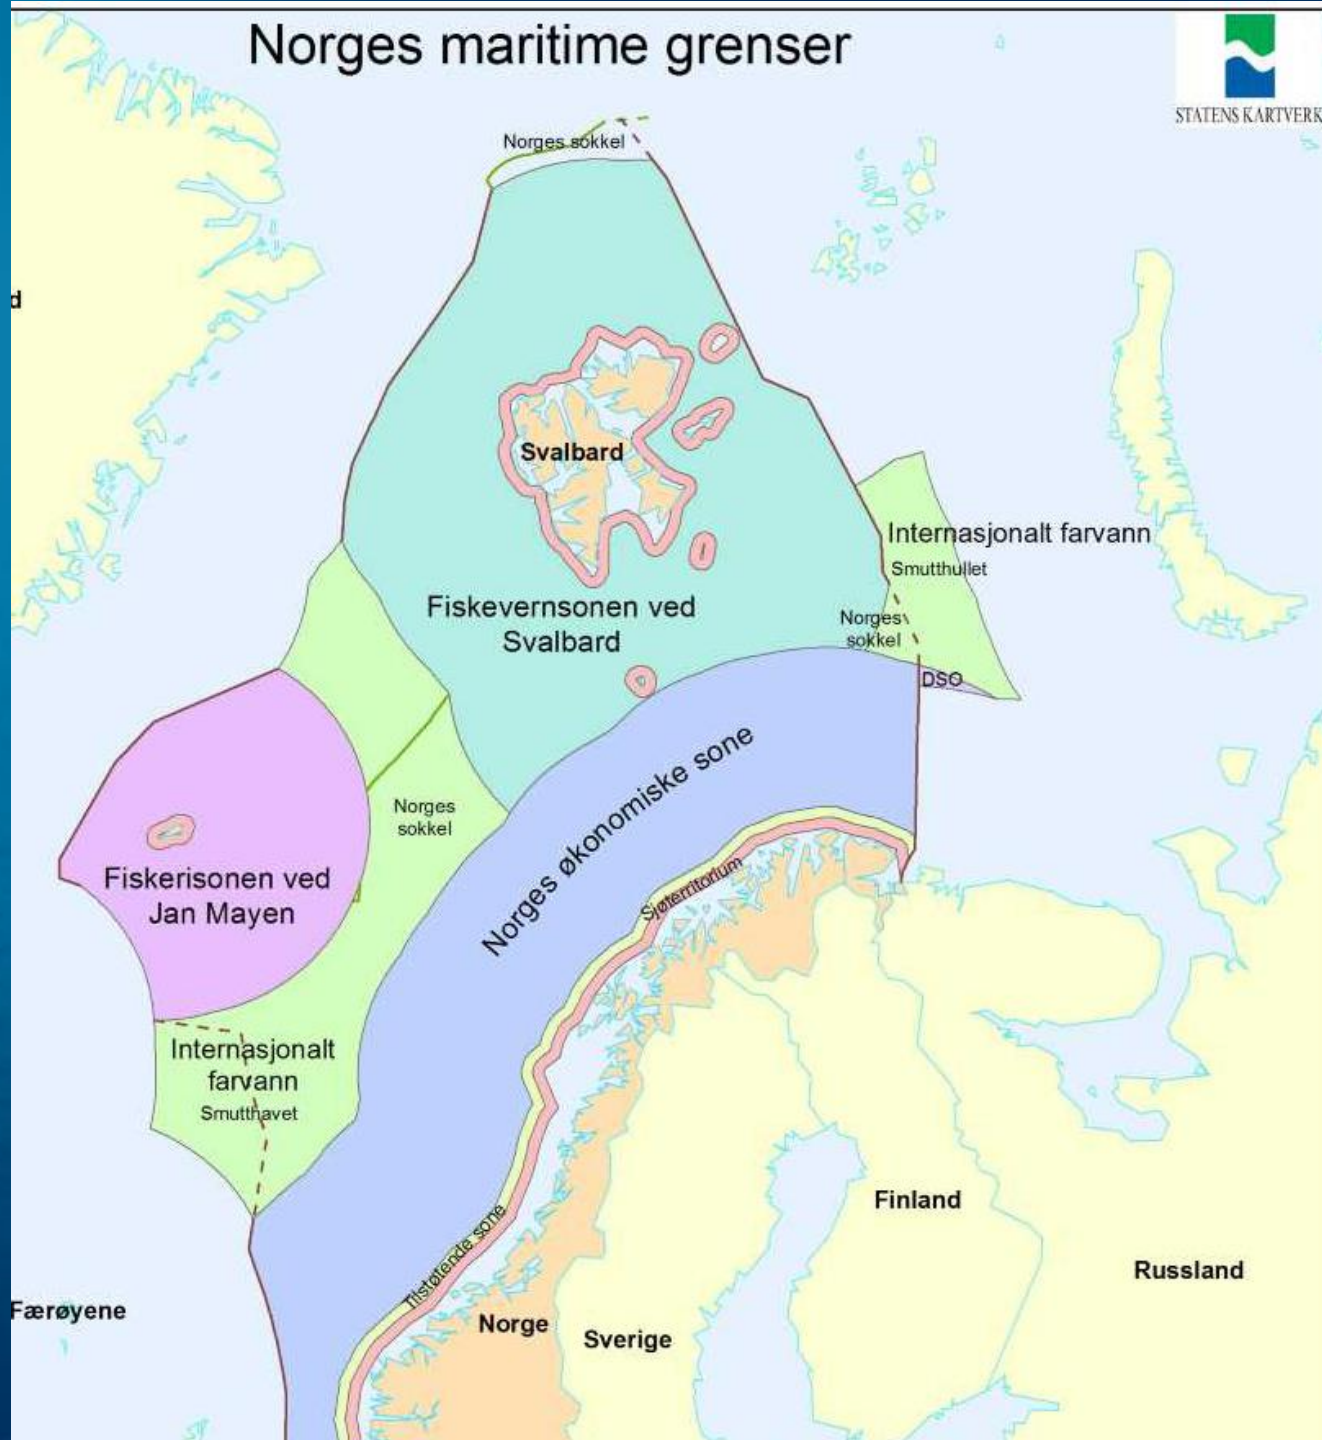 Norges maritime grenser
STATENS KARTVERK
Norges sokkel
d
Svalbard
Internasjonalt farvann
Smutthullet
Fiskevernsonen ved
Svalbard
Norges
sokkel
DSO
Norges økonomiske sone
Norges
sokkel
Fiskerisonen ved
Jan Mayen
Sjøterritorium
Internasjonalt
farvann
Smutthavet
Tilstøtende sone
Finland
Russland
Færøyene
Norge
Sverige